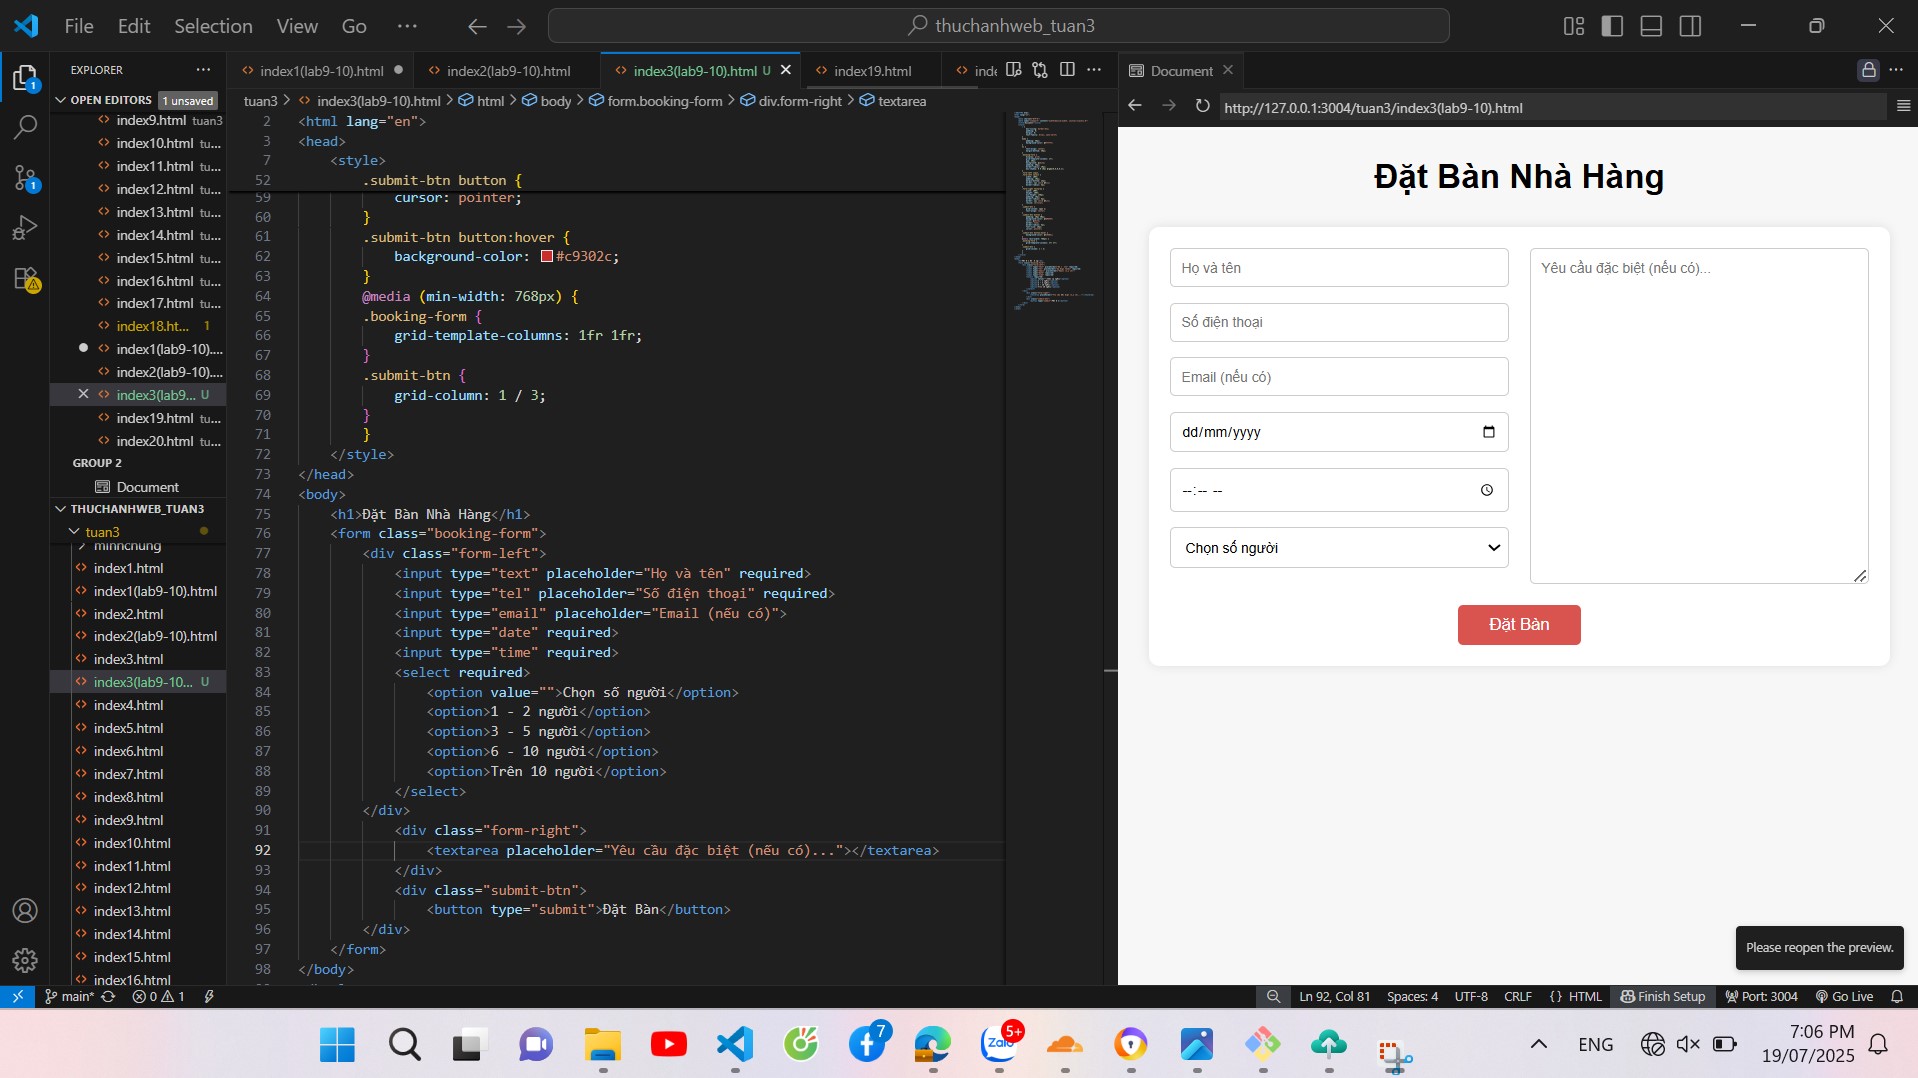 File Edit Selection View Go ··· thuchanhweb_tuan3
EXPLORER ···
OPEN EDITORS 1 unsaved
index9.html tuan3
index10.html tu...
index11.html tu...
index12.html tu...
index13.html tu...
index14.html tu...
index15.html tu...
index16.html tu...
index17.html tu...
index18.ht... 1
index1(lab9-10)....
index2(lab9-10)....
index3(lab9... U
index19.html tu...
index20.html tu...
GROUP 2
Document
THUCHANHWEB_TUAN3
tuan3
minhchung
index1.html
index1(lab9-10).html
index2.html
index2(lab9-10).html
index3.html
index3(lab9-10... U
index4.html
index5.html
index6.html
index7.html
index8.html
index9.html
index10.html
index11.html
index12.html
index13.html
index14.html
index15.html
index16.html
index1(lab9-10).html index2(lab9-10).html index3(lab9-10).html U index19.html inde
tuan3 > index3(lab9-10).html > html > body > form.booking-form > div.form-right > textarea
2 <html lang="en">
3 <head>
7 <style>
52 .submit-btn button {
59 cursor: pointer;
60 }
61 .submit-btn button:hover {
62 background-color: #c9302c;
63 }
64 @media (min-width: 768px) {
65 .booking-form {
66 grid-template-columns: 1fr 1fr;
67 }
68 .submit-btn {
69 grid-column: 1 / 3;
70 }
71 }
72 </style>
73 </head>
74 <body>
75 <h1>Đặt Bàn Nhà Hàng</h1>
76 <form class="booking-form">
77 <div class="form-left">
78 <input type="text" placeholder="Họ và tên" required>
79 <input type="tel" placeholder="Số điện thoại" required>
80 <input type="email" placeholder="Email (nếu có)">
81 <input type="date" required>
82 <input type="time" required>
83 <select required>
84 <option value="">Chọn số người</option>
85 <option>1 - 2 người</option>
86 <option>3 - 5 người</option>
87 <option>6 - 10 người</option>
88 <option>Trên 10 người</option>
89 </select>
90 </div>
91 <div class="form-right">
92 <textarea placeholder="Yêu cầu đặc biệt (nếu có)..."></textarea>
93 </div>
94 <div class="submit-btn">
95 <button type="submit">Đặt Bàn</button>
96 </div>
97 </form>
98 </body>
Document
http://127.0.0.1:3004/tuan3/index3(lab9-10).html
Đặt Bàn Nhà Hàng
Họ và tên
Số điện thoại
Email (nếu có)
dd/mm/yyyy
--:-- --
Chọn số người
Yêu cầu đặc biệt (nếu có)...
Đặt Bàn
Please reopen the preview.
main* 0 1 Ln 92, Col 81 Spaces: 4 UTF-8 CRLF {} HTML Finish Setup Port: 3004 Go Live
7 Zalo 5+ ENG 7:06 PM
19/07/2025